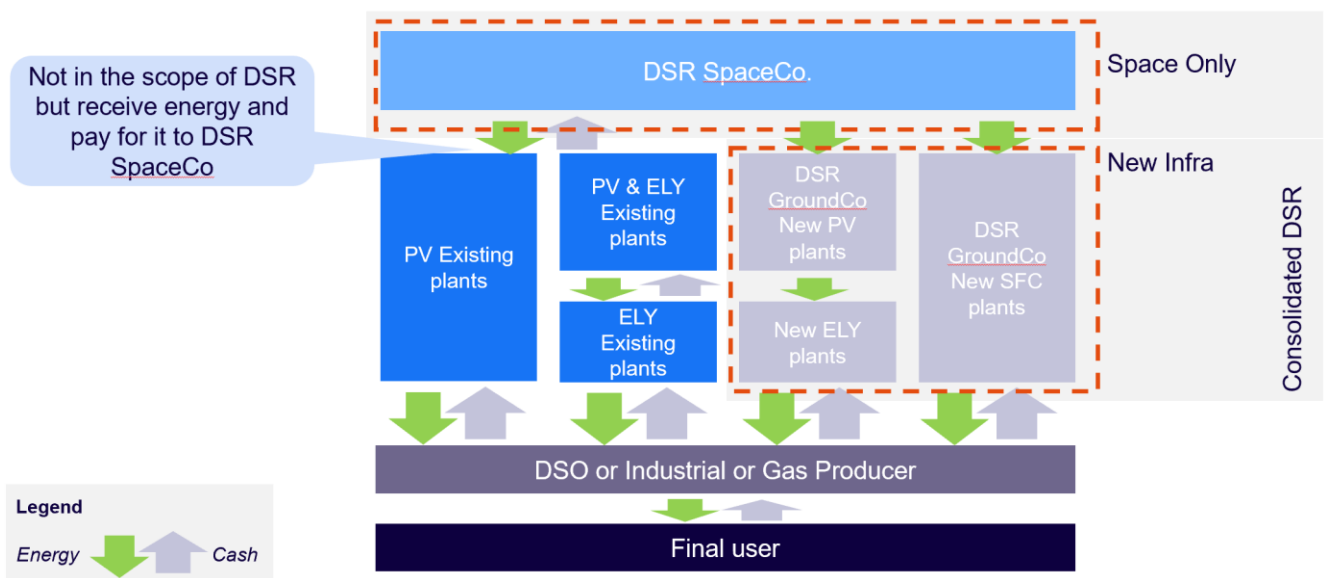 DSR SpaceCo.
Space Only
Not in the scope of DSR
but receive energy and
pay for it to DSR
SpaceCo
New Infra
PV Existing
plants
PV & ELY
Existing
plants
ELY
Existing
plants
DSR
GroundCo
New PV
plants
New ELY
plants
DSR
GroundCo
New SFC
plants
Consolidated DSR
DSO or Industrial or Gas Producer
Final user
Legend
Energy
Cash